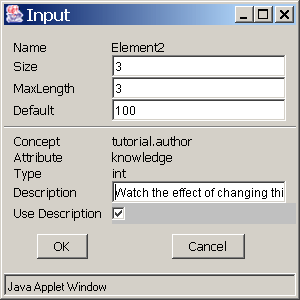 Input
Name Element2
Size 3
MaxLength 3
Default 100
Concept tutorial.author
Attribute knowledge
Type int
Description Watch the effect of changing thi
Use Description
OK Cancel
Java Applet Window